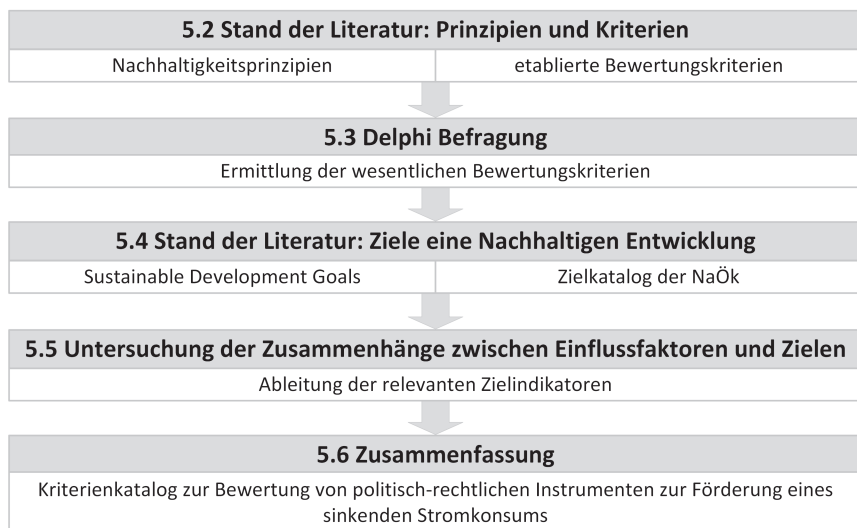 5.2 Stand der Literatur: Prinzipien und Kriterien
Nachhaltigkeitsprinzipien
etablierte Bewertungskriterien
5.3 Delphi Befragung
Ermittlung der wesentlichen Bewertungskriterien
5.4 Stand der Literatur: Ziele eine Nachhaltigen Entwicklung
Sustainable Development Goals
Zielkatalog der NaÖk
5.5 Untersuchung der Zusammenhänge zwischen Einflussfaktoren und Zielen
Ableitung der relevanten Zielindikatoren
5.6 Zusammenfassung
Kriterienkatalog zur Bewertung von politisch-rechtlichen Instrumenten zur Förderung eines
sinkenden Stromkonsums